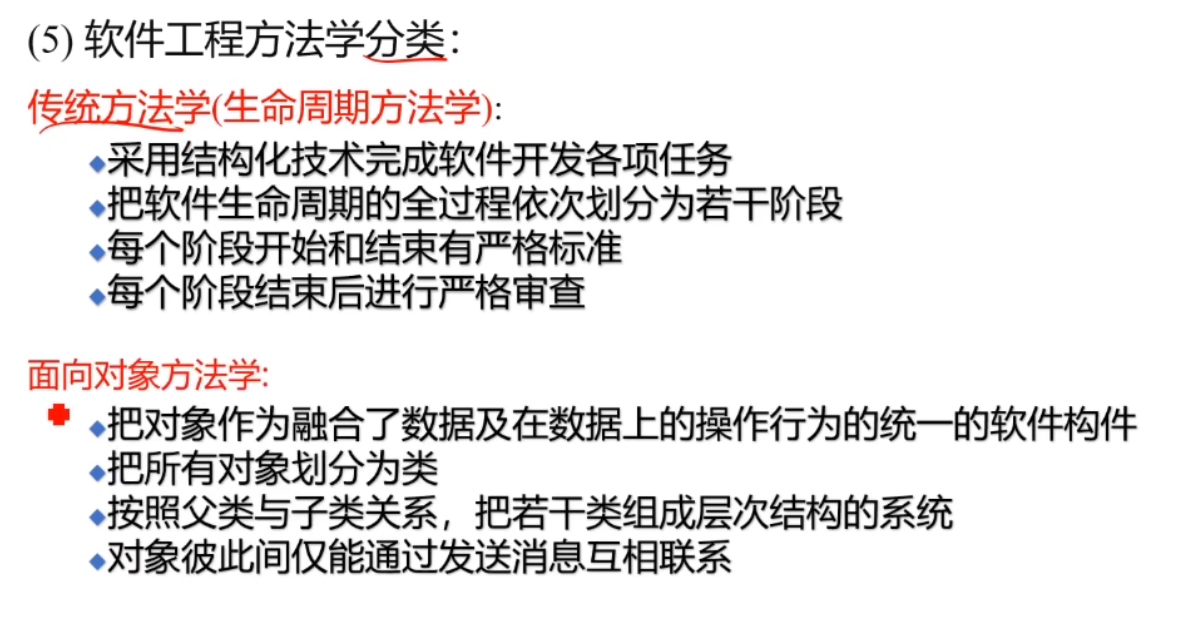 (5) 软件工程方法学分类：
传统方法学(生命周期方法学):
◆采用结构化技术完成软件开发各项任务
◆把软件生命周期的全过程依次划分为若干阶段
◆每个阶段开始和结束有严格标准
◆每个阶段结束后进行严格审查
面向对象方法学:
◆把对象作为融合了数据及在数据上的操作行为的统一的软件构件
◆把所有对象划分为类
◆按照父类与子类关系，把若干类组成层次结构的系统
◆对象彼此间仅能通过发送消息互相联系